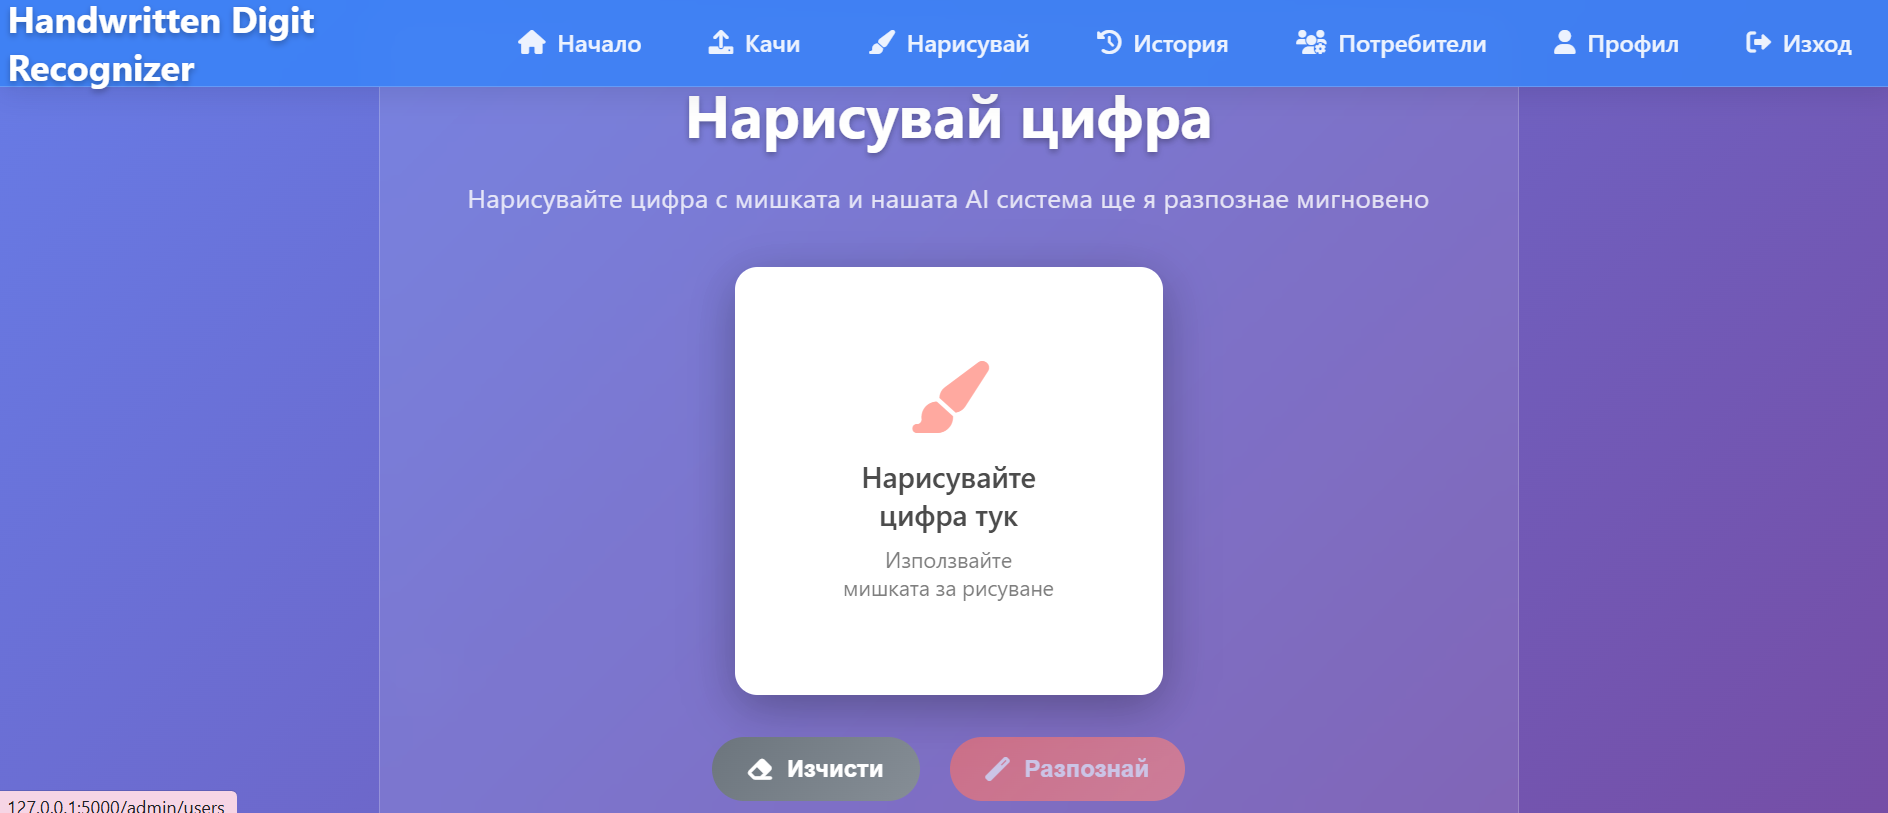 Handwritten Digit
Recognizer
Начало
Качи
Нарисувай
История
Потребители
Профил
Изход
Нарисувай цифра
Нарисувайте цифра с мишката и нашата AI система ще я разпознае мигновено
Нарисувайте
цифра тук
Използвайте
мишката за рисуване
Изчисти
Разпознай
127.0.0.1:5000/admin/users